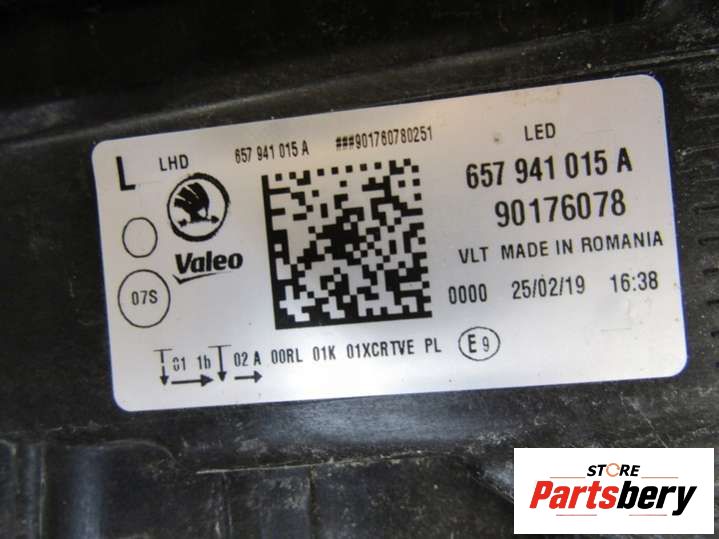 L LHD 657 941 015 A ###901760780251
LED
657 941 015 A
90176078
Valeo
VLT MADE IN ROMANIA
07S
0000 25/02/19 16:38
01 1b 02 A 00RL 01K 01XCRTVE PL E9
STORE
Partsbery